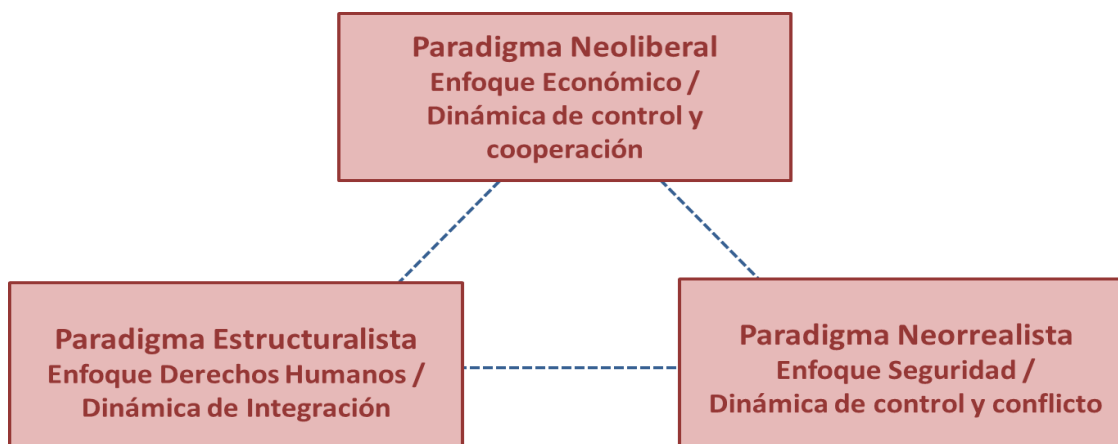 Paradigma Neoliberal
Enfoque Económico /
Dinámica de control y
cooperación
Paradigma Estructuralista
Enfoque Derechos Humanos /
Dinámica de Integración
Paradigma Neorrealista
Enfoque Seguridad /
Dinámica de control y conflicto